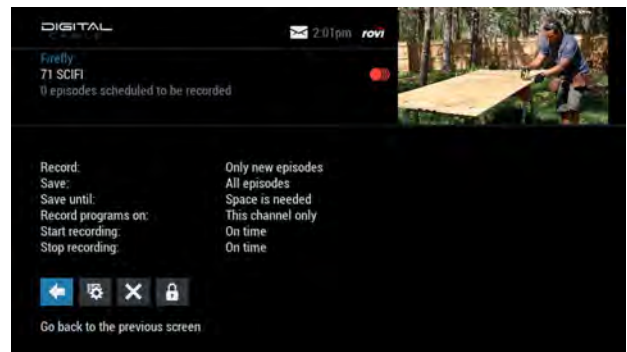 DIGITAL
CABLE
2:01pm rovi
Firefly
71 SCIFI
0 episodes scheduled to be recorded
Record: Only new episodes
Save: All episodes
Save until: Space is needed
Record programs on: This channel only
Start recording: On time
Stop recording: On time
Go back to the previous screen